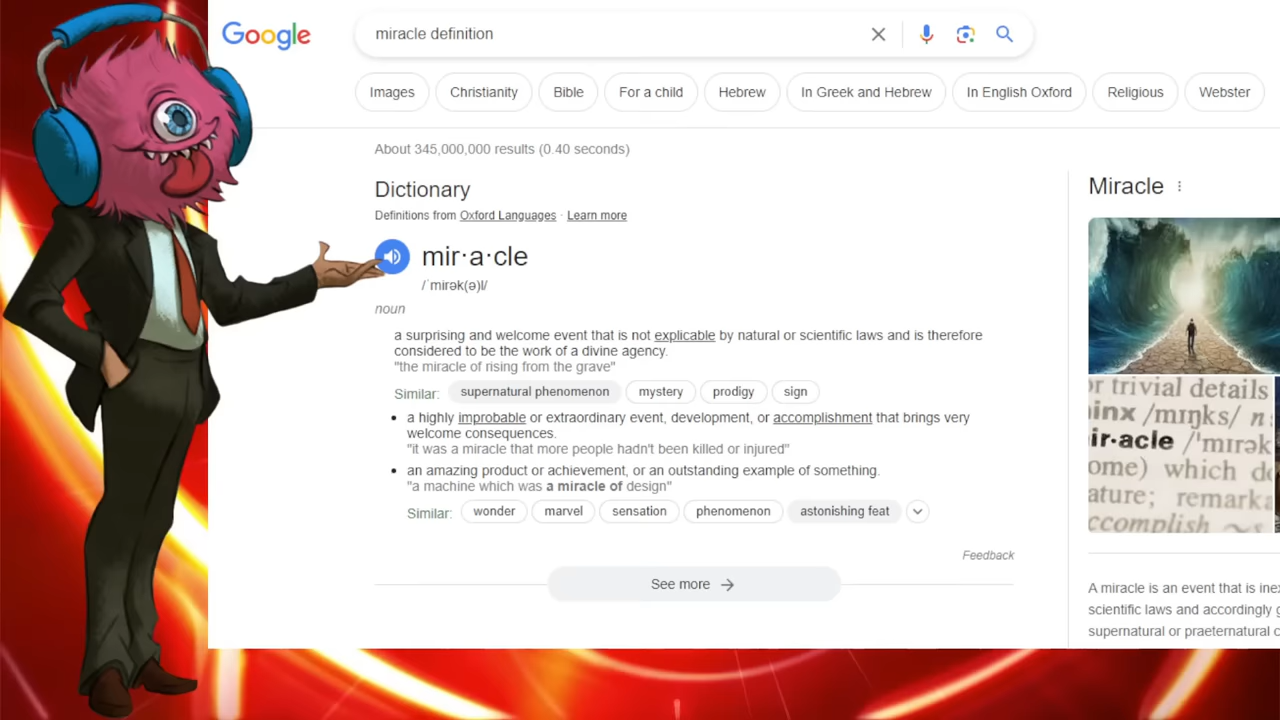 Google
miracle definition
Images
Christianity
Bible
For a child
Hebrew
In Greek and Hebrew
In English Oxford
Religious
Webster
About 345,000,000 results (0.40 seconds)
Dictionary
Definitions from Oxford Languages · Learn more
mir·a·cle
/ˈmirək(ə)l/
noun
a surprising and welcome event that is not explicable by natural or scientific laws and is therefore
considered to be the work of a divine agency.
"the miracle of rising from the grave"
Similar: supernatural phenomenon mystery prodigy sign
• a highly improbable or extraordinary event, development, or accomplishment that brings very
welcome consequences.
"it was a miracle that more people hadn't been killed or injured"
• an amazing product or achievement, or an outstanding example of something.
"a machine which was a miracle of design"
Similar: wonder marvel sensation phenomenon astonishing feat
Feedback
See more →
Miracle
or trivial details
inx /mɪŋks/ n
ir·acle /ˈmɪrək
ome) which de
ature; remarka
ccomplish
A miracle is an event that is inex
scientific laws and accordingly g
supernatural or praeternatural c